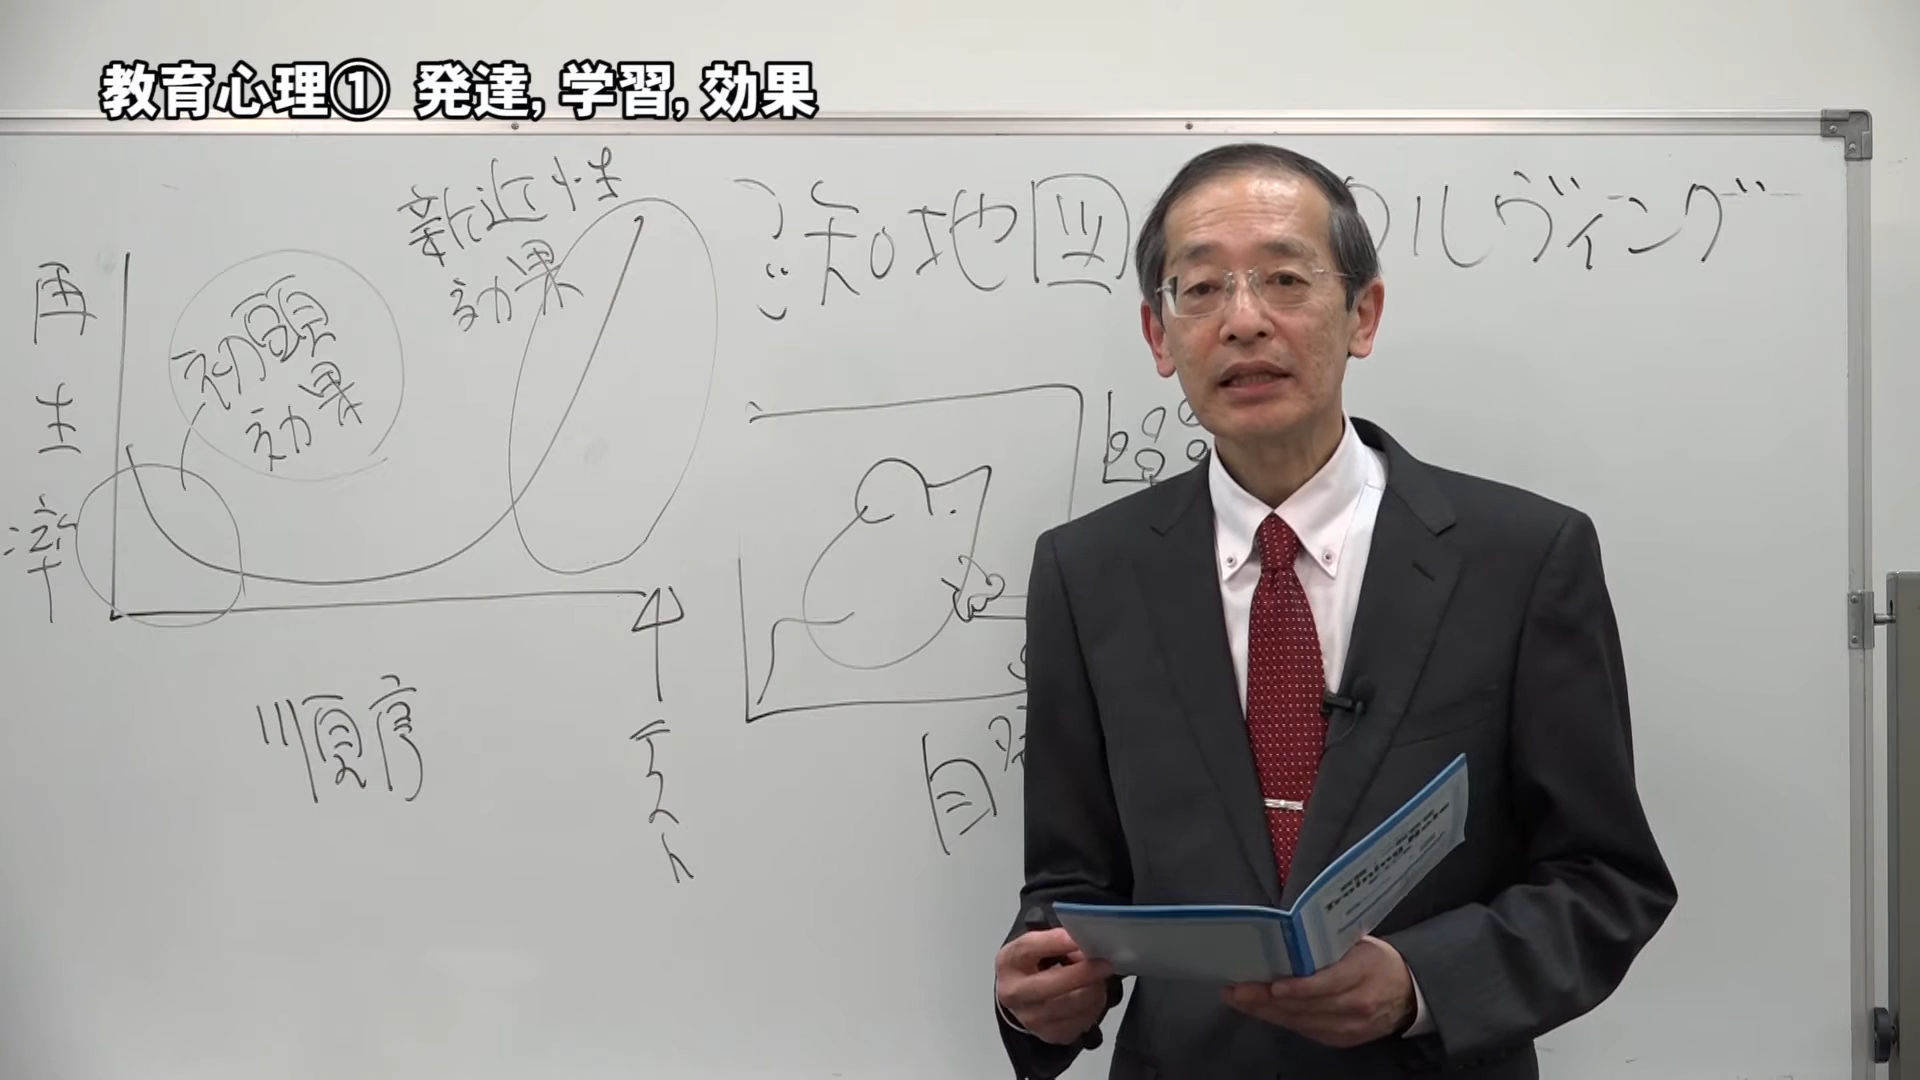 教育心理① 発達, 学習, 効果
新近性
効果
認知地図
ルヴィング
再生率
初頭
効果
順序
テスト
自
Training Note